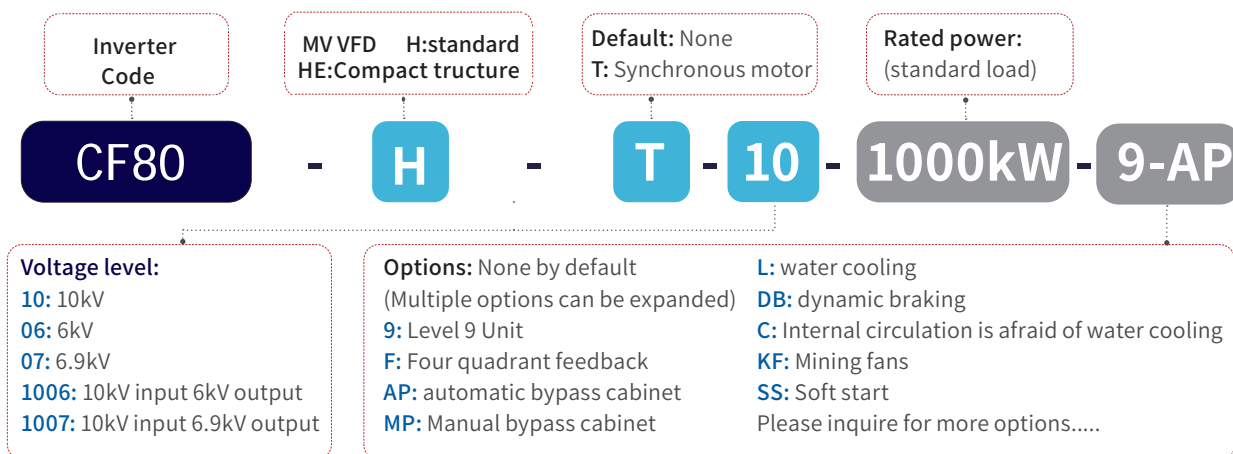 Inverter
Code
MV VFD H:standard
HE:Compact tructure
Default: None
T: Synchronous motor
Rated power:
(standard load)
CF80 - H - T - 10 - 1000kW - 9-AP
Voltage level:
10: 10kV
06: 6kV
07: 6.9kV
1006: 10kV input 6kV output
1007: 10kV input 6.9kV output
Options: None by default
(Multiple options can be expanded)
9: Level 9 Unit
F: Four quadrant feedback
AP: automatic bypass cabinet
MP: Manual bypass cabinet
L: water cooling
DB: dynamic braking
C: Internal circulation is afraid of water cooling
KF: Mining fans
SS: Soft start
Please inquire for more options.....